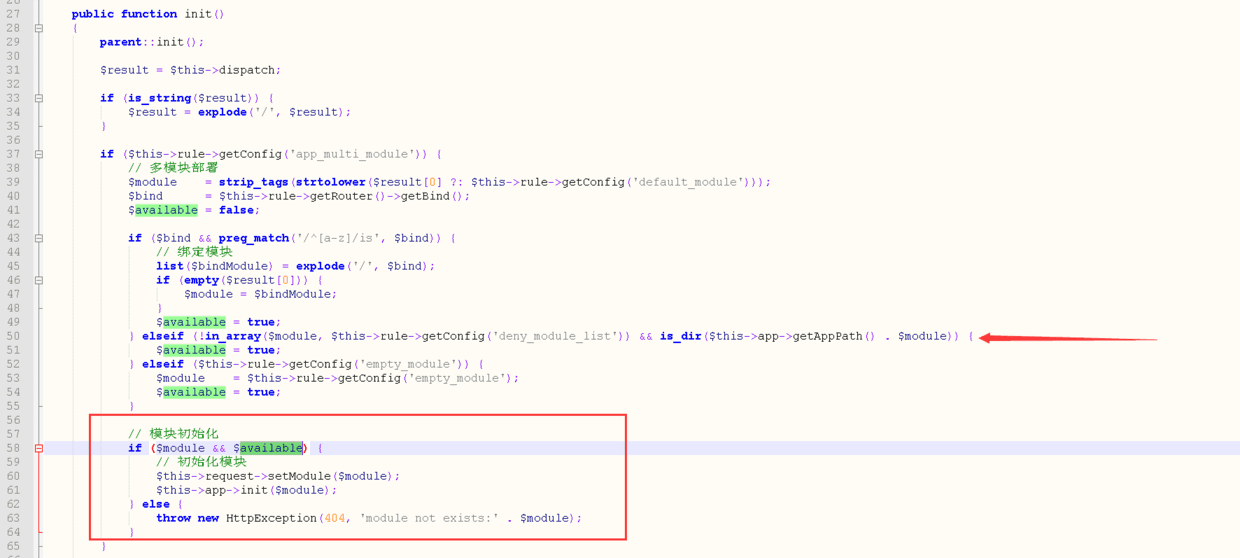 26
27 public function init()
28 {
29 parent::init();
30
31 $result = $this->dispatch;
32
33 if (is_string($result)) {
34 $result = explode('/', $result);
35 }
36
37 if ($this->rule->getConfig('app_multi_module')) {
38 // 多模块部署
39 $module    = strip_tags(strtolower($result[0] ?: $this->rule->getConfig('default_module')));
40 $bind      = $this->rule->getRouter()->getBind();
41 $available = false;
42
43 if ($bind && preg_match('/^[a-z]/is', $bind)) {
44 // 绑定模块
45 list($bindModule) = explode('/', $bind);
46 if (empty($result[0])) {
47 $module = $bindModule;
48 }
49 $available = true;
50 } elseif (!in_array($module, $this->rule->getConfig('deny_module_list')) && is_dir($this->app->getAppPath() . $module)) {
51 $available = true;
52 } elseif ($this->rule->getConfig('empty_module')) {
53 $module    = $this->rule->getConfig('empty_module');
54 $available = true;
55 }
56
57 // 模块初始化
58 if ($module && $available) {
59 // 初始化模块
60 $this->request->setModule($module);
61 $this->app->init($module);
62 } else {
63 throw new HttpException(404, 'module not exists:' . $module);
64 }
65 }